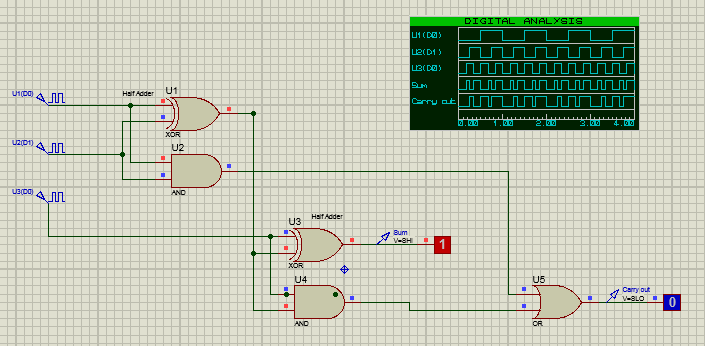 DIGITAL ANALYSIS
U1(D0)
U2(D1)
U3(D0)
Sum
Carry out
0.00 1.00 2.00 3.00 4.00
U1(D0)
Half Adder
U1
XOR
U2(D1)
U2
AND
U3(D0)
Half Adder
U3
Sum
V=SHI
1
XOR
U4
AND
U5
Carry out
V=SLO
0
OR